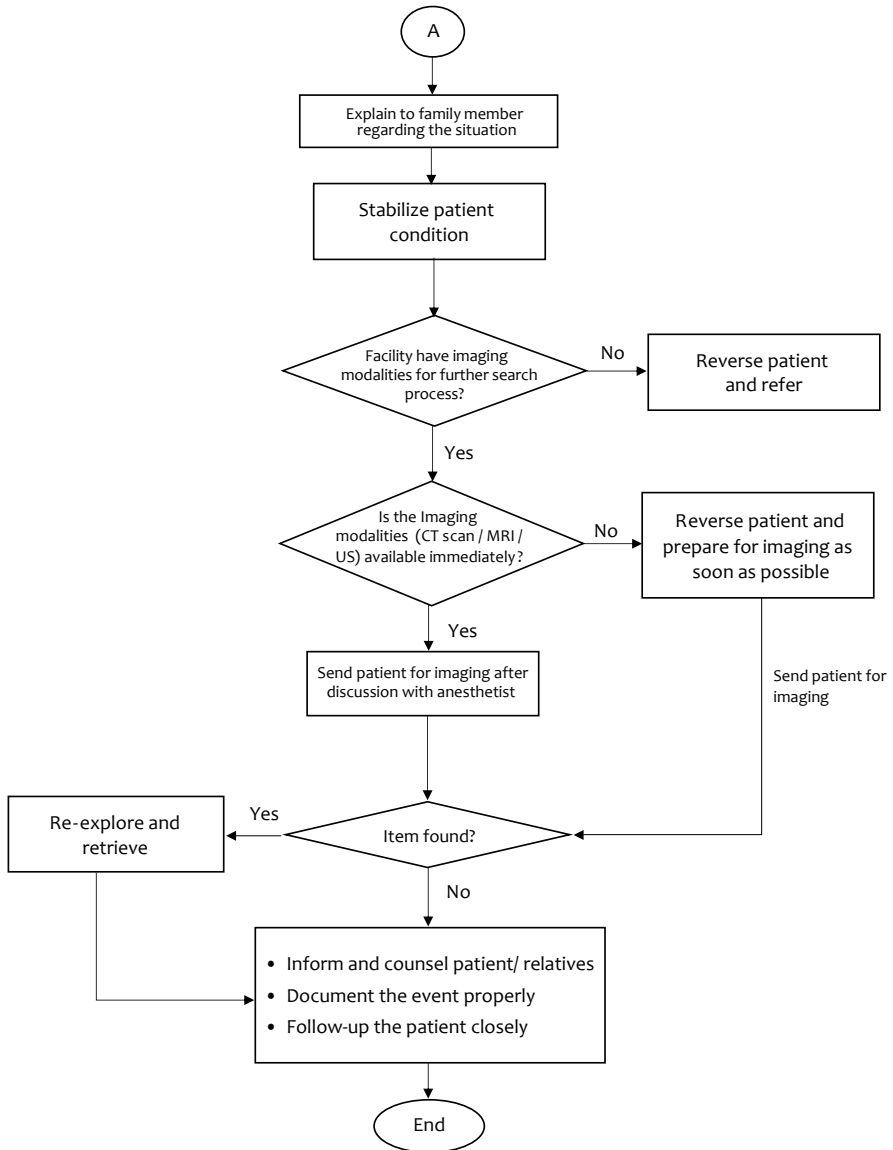 A
Explain to family member
regarding the situation
Stabilize patient
condition
Facility have imaging
modalities for further search
process?
No
Reverse patient
and refer
Yes
Is the Imaging
modalities (CT scan / MRI /
US) available immediately?
No
Reverse patient and
prepare for imaging as
soon as possible
Yes
Send patient for imaging after
discussion with anesthetist
Send patient for
imaging
Item found?
Yes
Re-explore and
retrieve
No
• Inform and counsel patient/ relatives
• Document the event properly
• Follow-up the patient closely
End